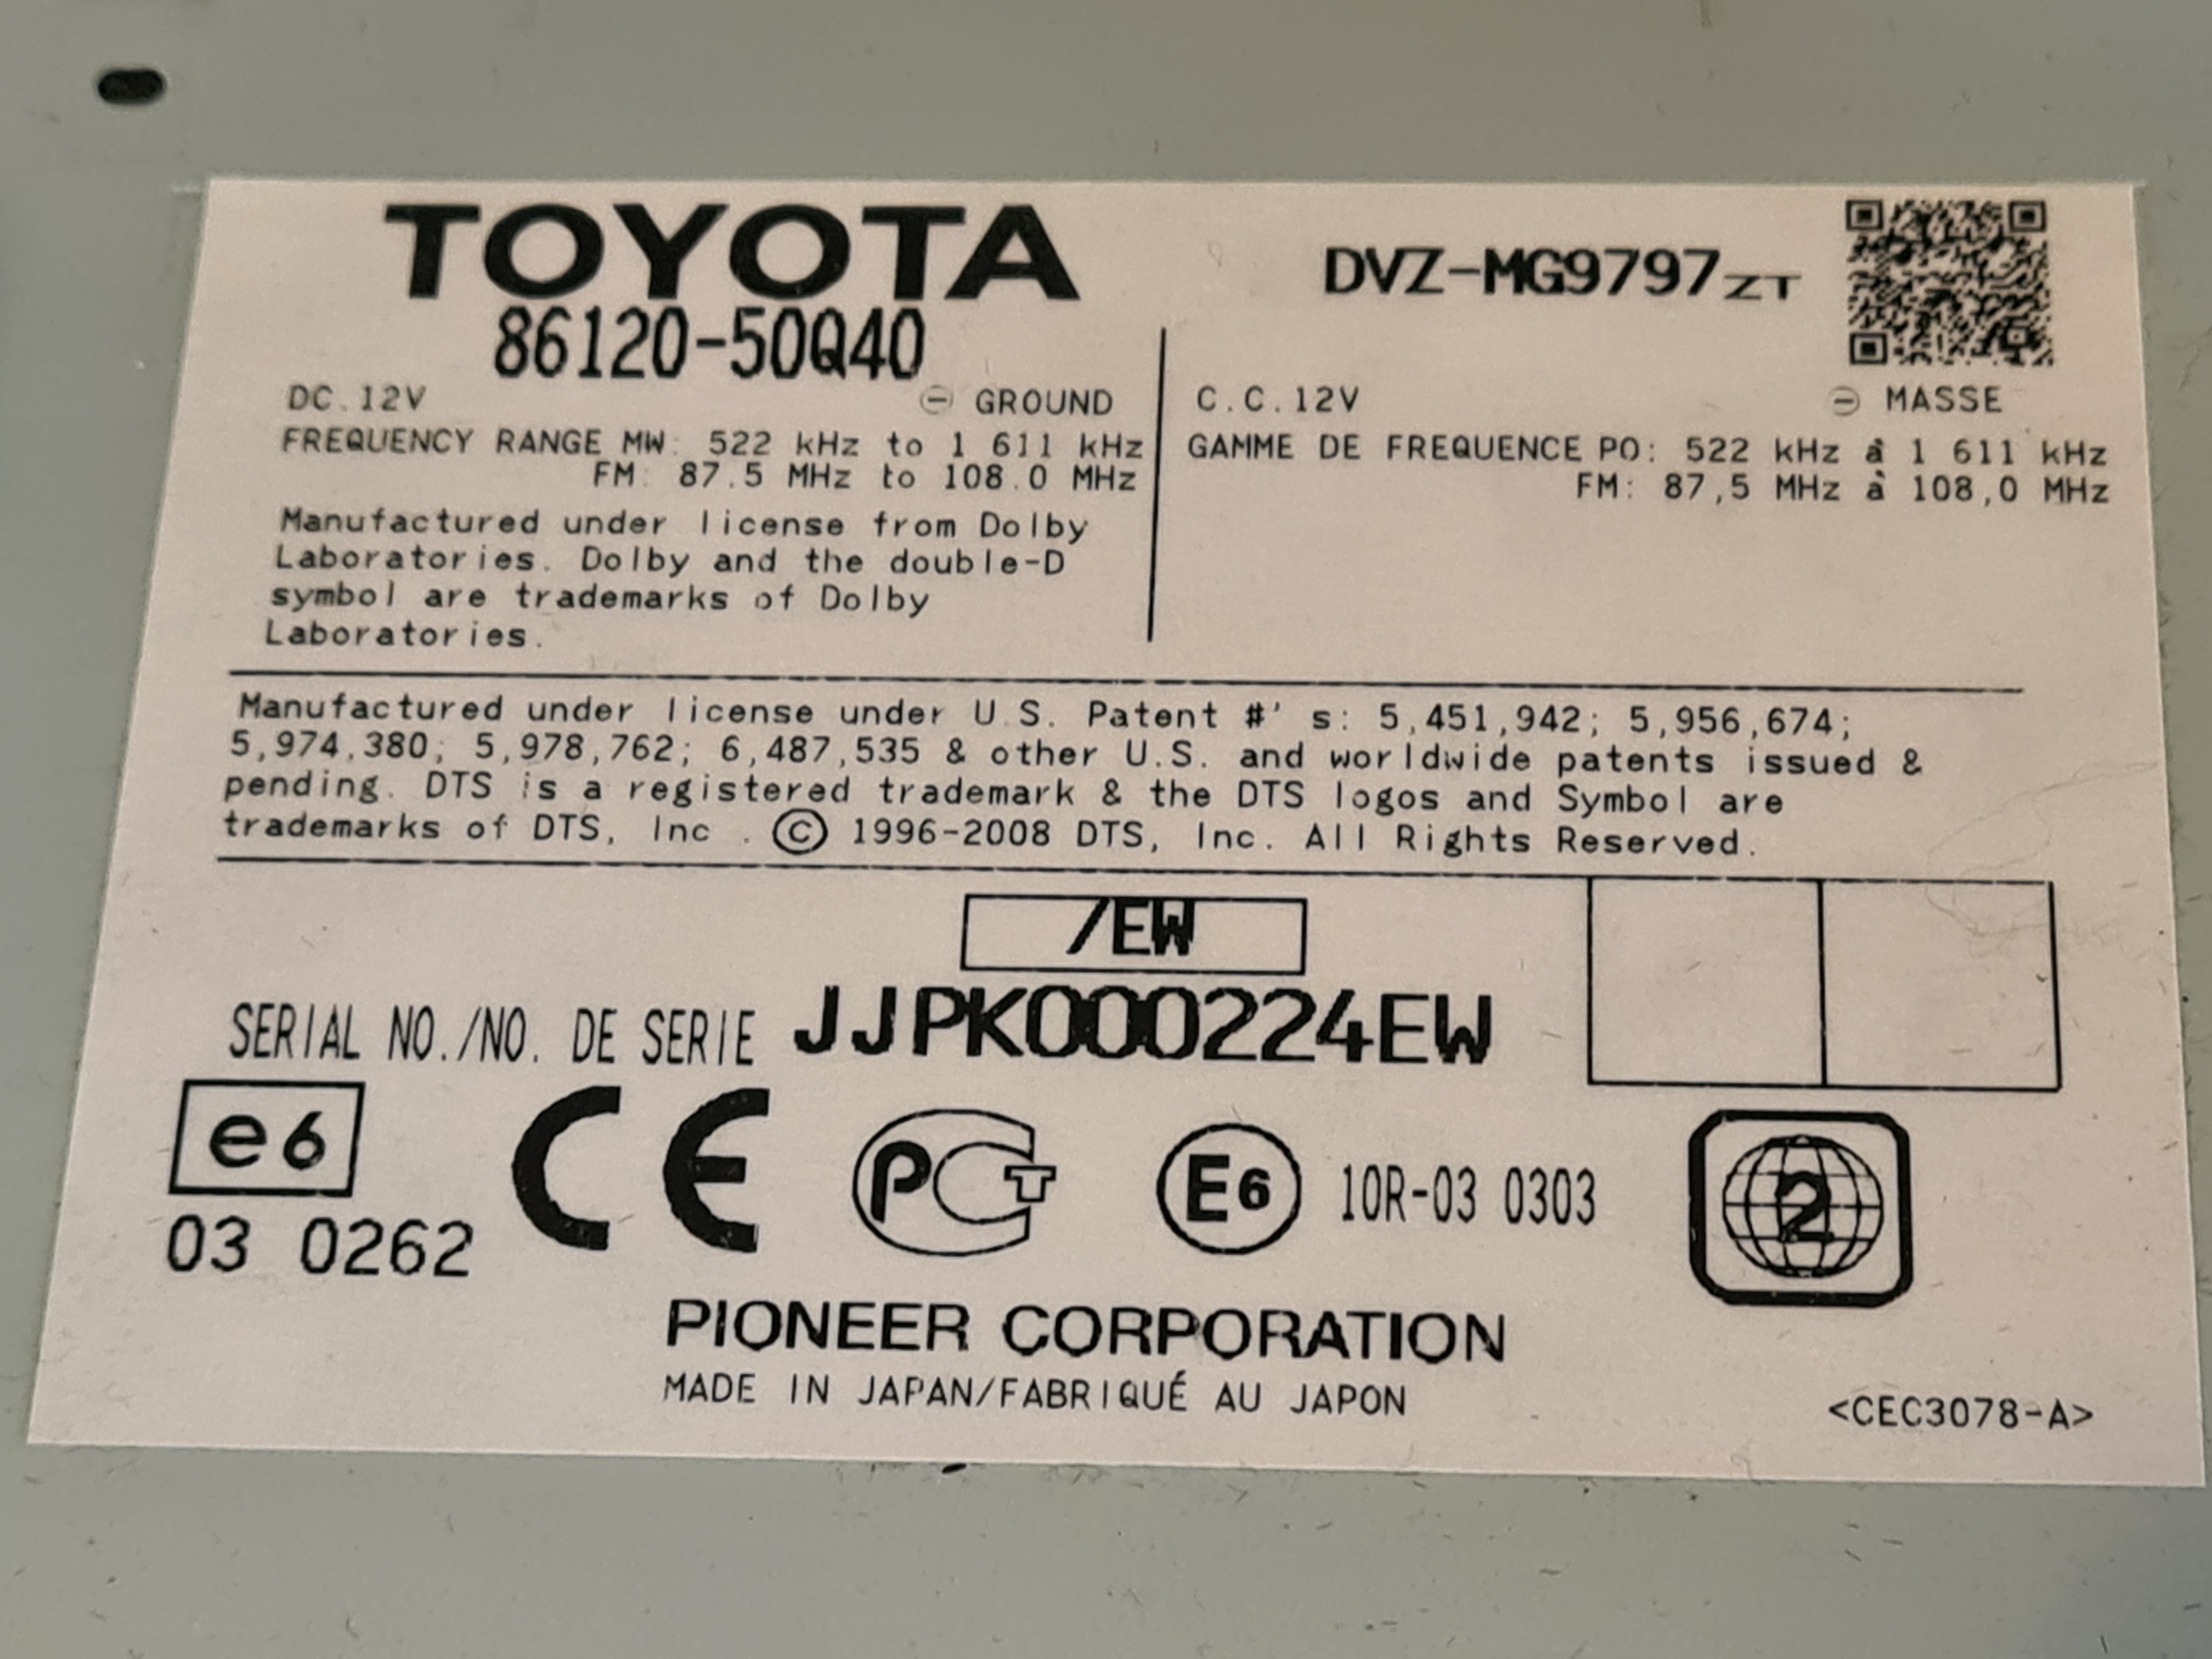 TOYOTA
86120-50Q40
DVZ-MG9797ZT
DC.12V ⊖ GROUND
FREQUENCY RANGE MW: 522 kHz to 1 611 kHz
FM: 87.5 MHz to 108.0 MHz
Manufactured under license from Dolby
Laboratories. Dolby and the double-D
symbol are trademarks of Dolby
Laboratories.
C.C.12V ⊖ MASSE
GAMME DE FREQUENCE PO: 522 kHz à 1 611 kHz
FM: 87,5 MHz à 108,0 MHz
Manufactured under license under U.S. Patent #' s: 5,451,942; 5,956,674;
5,974,380; 5,978,762; 6,487,535 & other U.S. and worldwide patents issued &
pending. DTS is a registered trademark & the DTS logos and Symbol are
trademarks of DTS, Inc . © 1996-2008 DTS, Inc. All Rights Reserved.
/EW
SERIAL NO./NO. DE SERIE JJPK000224EW
e6
03 0262
CE
РСТ
E6 10R-03 0303
2
PIONEER CORPORATION
MADE IN JAPAN/FABRIQUÉ AU JAPON
<CEC3078-A>